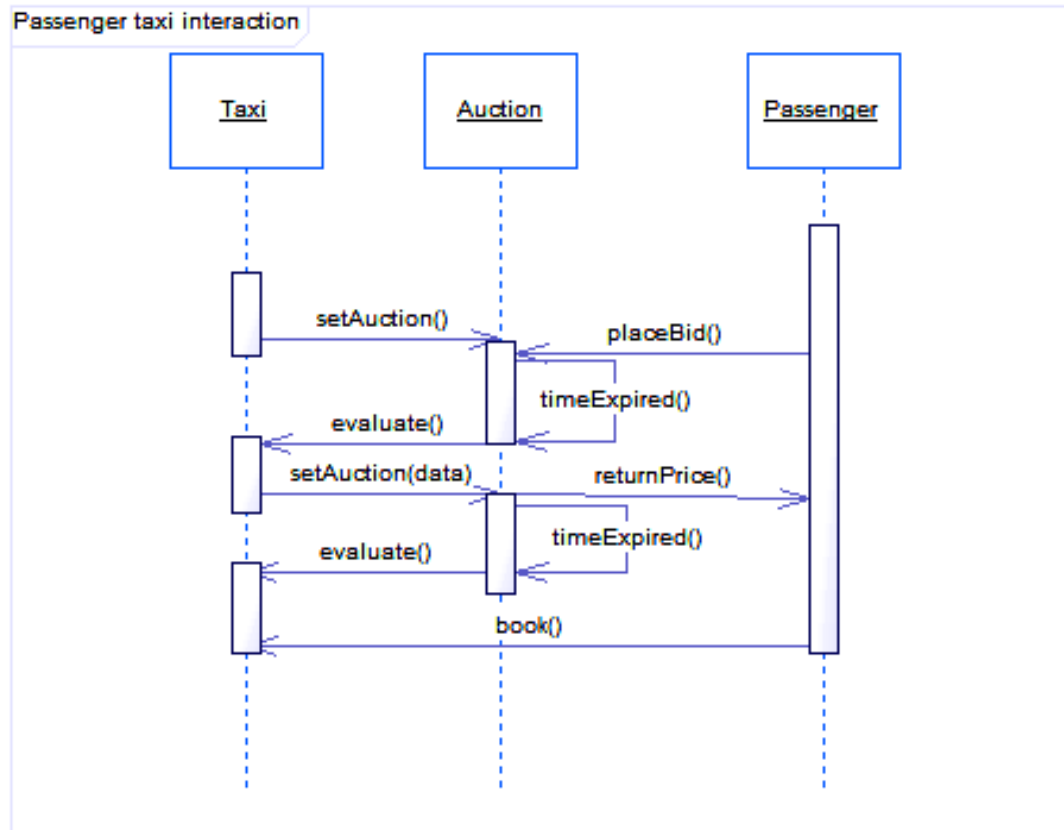 Passenger taxi interaction
Taxi
Auction
Passenger
setAuction()
placeBid()
timeExpired()
evaluate()
setAuction(data)
returnPrice()
timeExpired()
evaluate()
book()